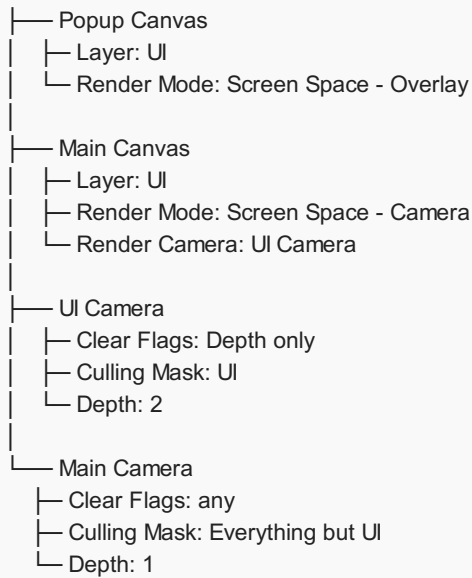 ├── Popup Canvas
│   ├─ Layer: UI
│   └─ Render Mode: Screen Space - Overlay
│
├── Main Canvas
│   ├─ Layer: UI
│   ├─ Render Mode: Screen Space - Camera
│   └─ Render Camera: UI Camera
│
├── UI Camera
│   ├─ Clear Flags: Depth only
│   ├─ Culling Mask: UI
│   └─ Depth: 2
│
└── Main Camera
    ├─ Clear Flags: any
    ├─ Culling Mask: Everything but UI
    └─ Depth: 1